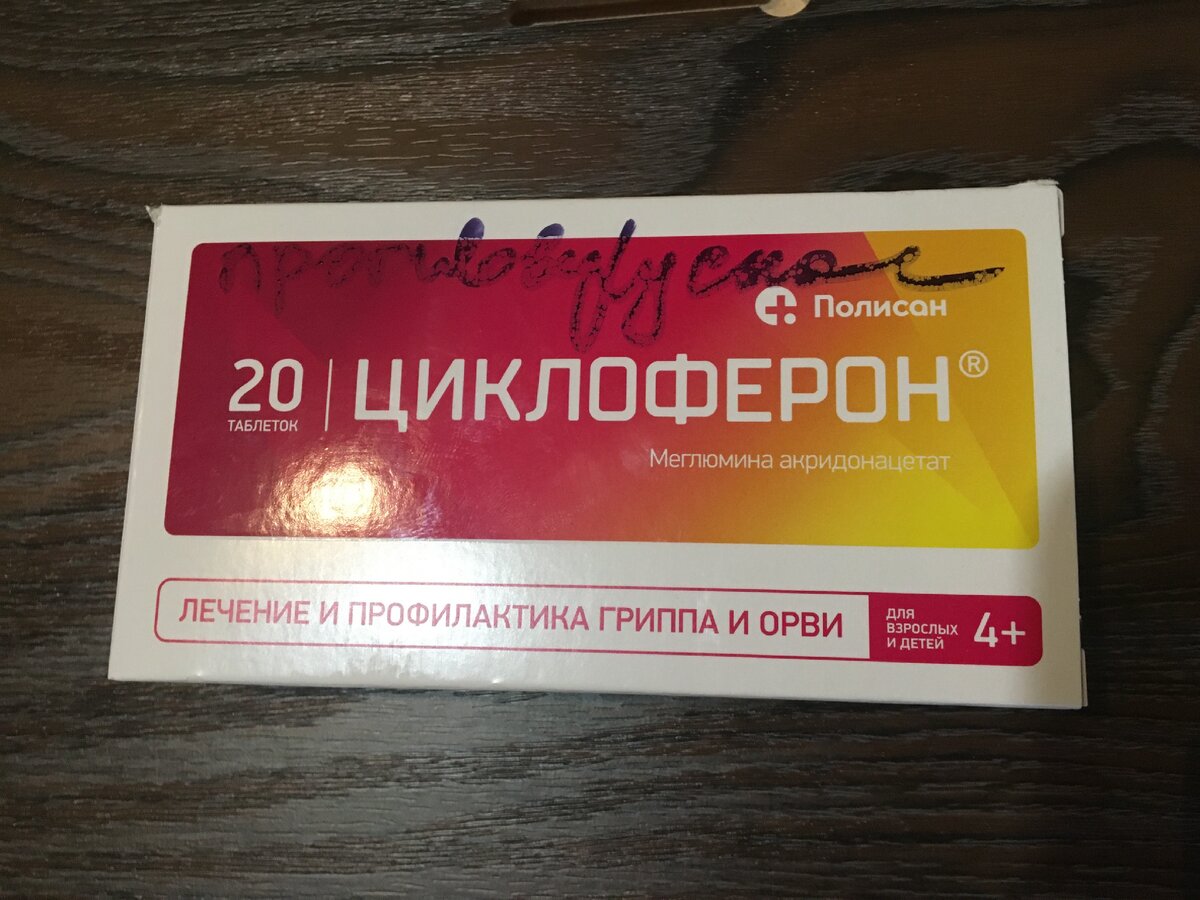 противовирусное
Полисан
20
ТАБЛЕТОК
ЦИКЛОФЕРОН®
Меглюмина акридонацетат
ЛЕЧЕНИЕ И ПРОФИЛАКТИКА ГРИППА И ОРВИ
ДЛЯ
ВЗРОСЛЫХ
И ДЕТЕЙ
4+